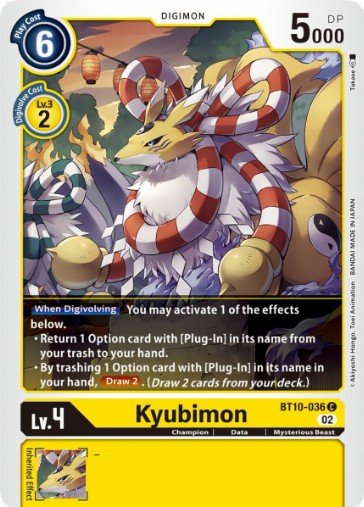 DIGIMON
Play Cost
6
5000
DP
Digivolve Cost
Lv.3
2
Takase
© Akiyoshi Hongo, Toei Animation BANDAI MADE IN JAPAN
When Digivolving You may activate 1 of the effects
below.
・Return 1 Option card with [Plug-In] in its name from
your trash to your hand.
・By trashing 1 Option card with [Plug-In] in its name in
your hand, Draw 2. (Draw 2 cards from your deck.)
Lv.4
Kyubimon
BT10-036 C
02
Champion | Data | Mysterious Beast
Inherited Effect
–